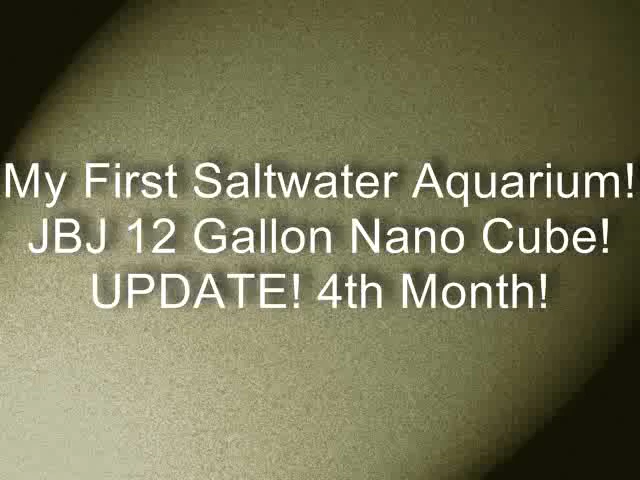 My First Saltwater Aquarium!
JBJ 12 Gallon Nano Cube!
UPDATE! 4th Month!